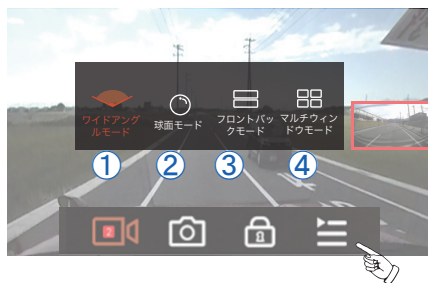 ワイドアング
ルモード
球面モード
フロントバッ
クモード
マルチウィン
ドウモード
① ② ③ ④
2